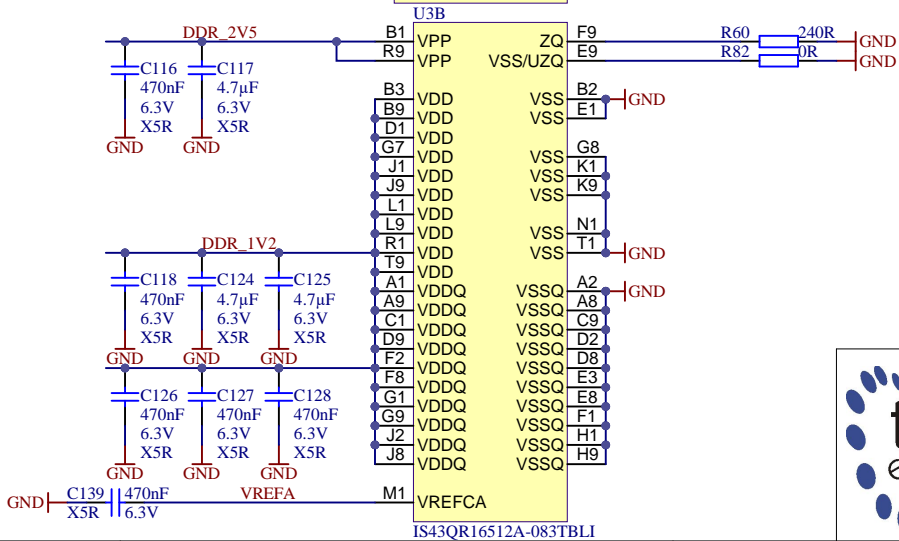 U3B
DDR_2V5 B1 VPP ZQ F9 R60 240R GND
R9 VPP VSS/UZQ E9 R82 0R GND
C116 C117
470nF 4.7µF
6.3V 6.3V
X5R X5R
GND GND
B3 VDD VSS B2 GND
B9 VDD VSS E1
D1 VDD
G7 VDD VSS G8
J1 VDD VSS K1
J9 VDD VSS K9
L1 VDD
L9 VDD VSS N1
DDR_1V2 R1 VDD VSS T1 GND
T9 VDD
C118 C124 C125
470nF 4.7µF 4.7µF
6.3V 6.3V 6.3V
X5R X5R X5R
GND GND GND
A1 VDDQ VSSQ A2 GND
A9 VDDQ VSSQ A8
C1 VDDQ VSSQ C9
D9 VDDQ VSSQ D2
F2 VDDQ VSSQ D8
F8 VDDQ VSSQ E3
G1 VDDQ VSSQ E8
G9 VDDQ VSSQ F1
J2 VDDQ VSSQ H1
J8 VDDQ VSSQ H9
C126 C127 C128
470nF 470nF 470nF
6.3V 6.3V 6.3V
X5R X5R X5R
GND GND GND
GND C139 470nF VREFA M1 VREFCA
X5R 6.3V
IS43QR16512A-083TBLI